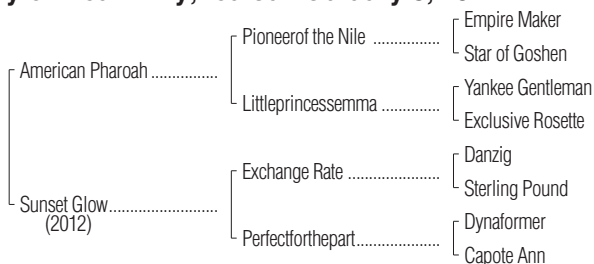 Empire Maker
Pioneerof the Nile ................
Star of Goshen
American Pharoah ...............
Yankee Gentleman
Littleprincessemma ..............
Exclusive Rosette
Danzig
Exchange Rate ......................
Sterling Pound
Sunset Glow.........................
(2012)
Dynaformer
Perfectforthepart....................
Capote Ann